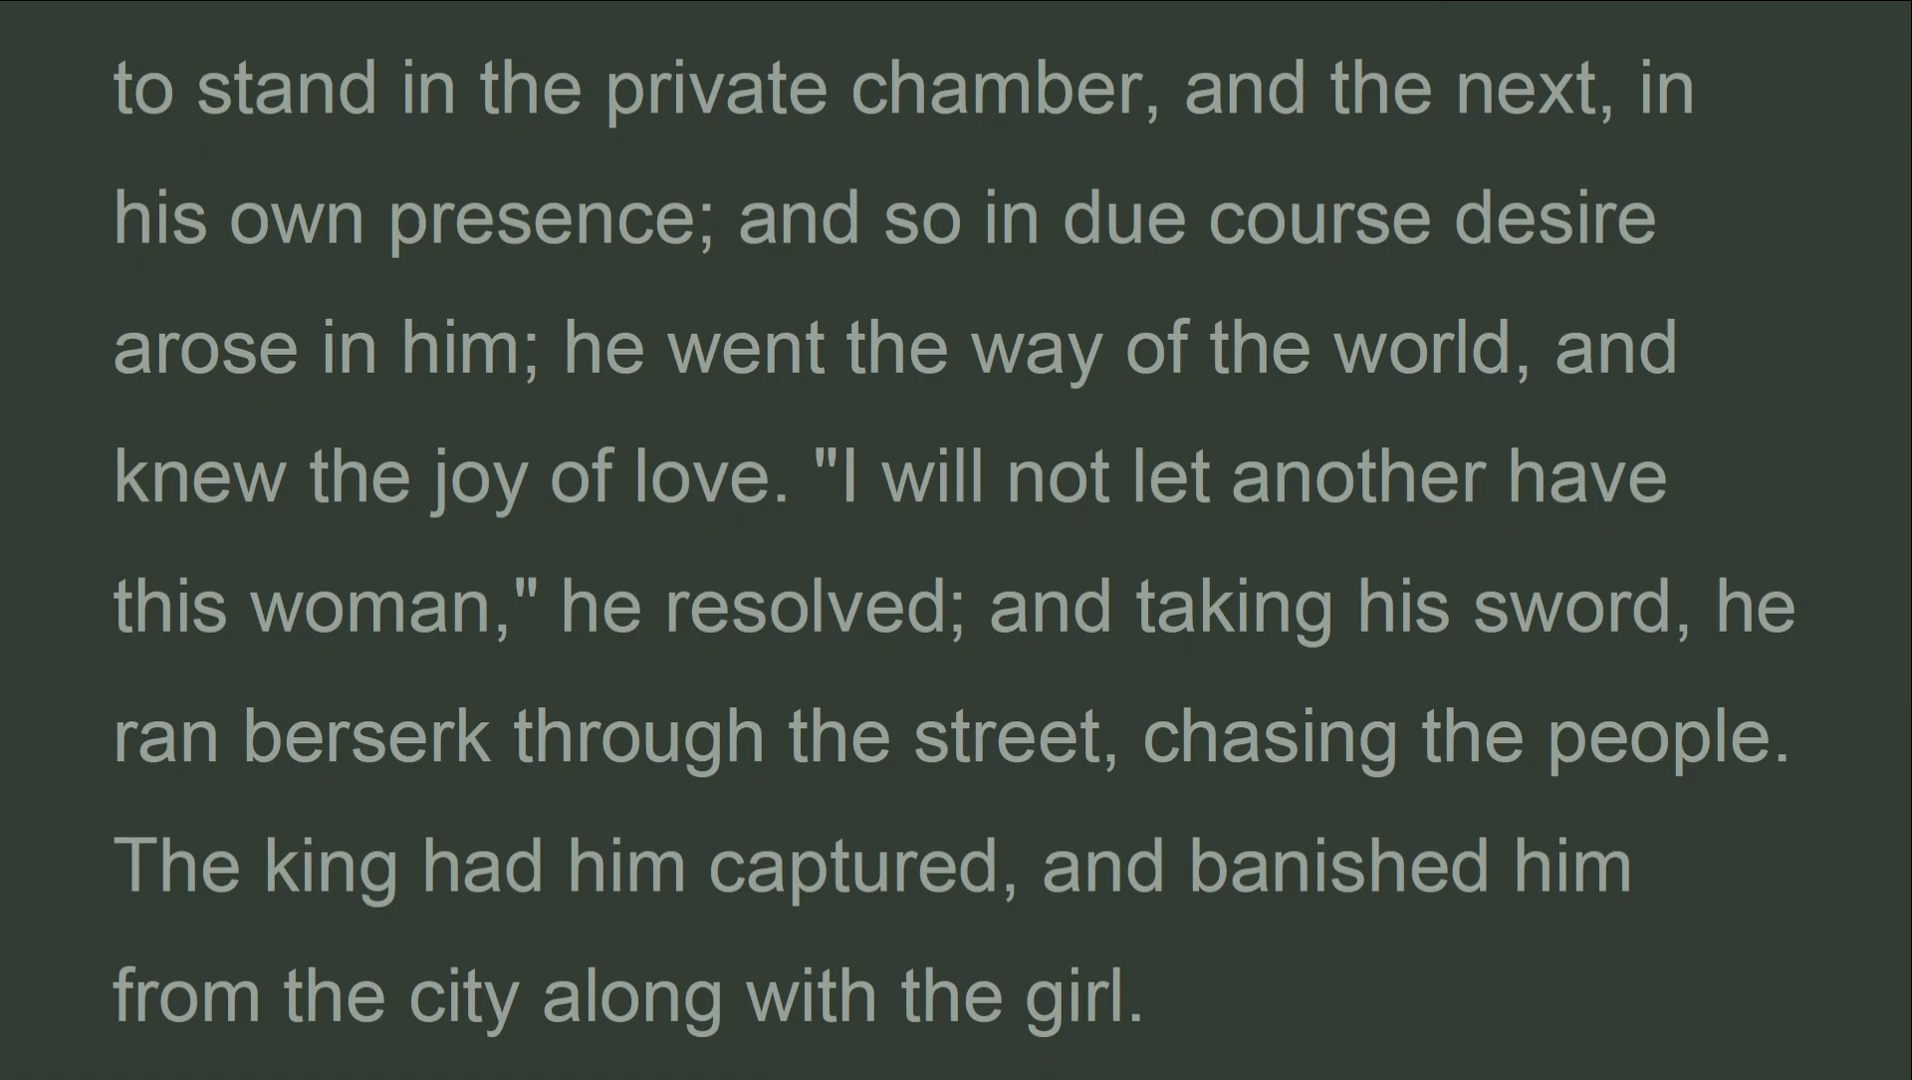 to stand in the private chamber, and the next, in
his own presence; and so in due course desire
arose in him; he went the way of the world, and
knew the joy of love. "I will not let another have
this woman," he resolved; and taking his sword, he
ran berserk through the street, chasing the people.
The king had him captured, and banished him
from the city along with the girl.